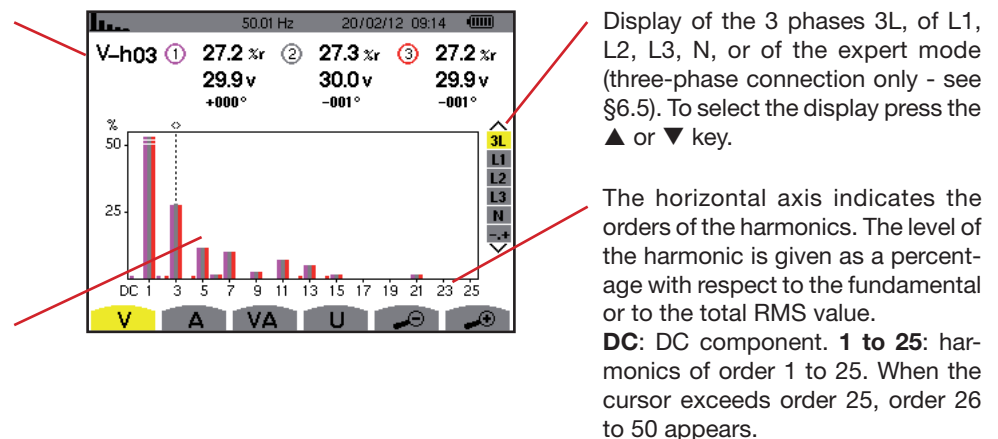 50.01 Hz 20/02/12 09:14
V-h03 1 27.2 %r 2 27.3 %r 3 27.2 %r
29.9 v 30.0 v 29.9 v
+000° -001° -001°
%
50
25
DC 1 3 5 7 9 11 13 15 17 19 21 23 25
3L
L1
L2
L3
N
-.+
V A VA U
Display of the 3 phases 3L, of L1,
L2, L3, N, or of the expert mode
(three-phase connection only - see
§6.5). To select the display press the
▲ or ▼ key.
The horizontal axis indicates the
orders of the harmonics. The level of
the harmonic is given as a percent-
age with respect to the fundamental
or to the total RMS value.
DC: DC component. 1 to 25: har-
monics of order 1 to 25. When the
cursor exceeds order 25, order 26
to 50 appears.